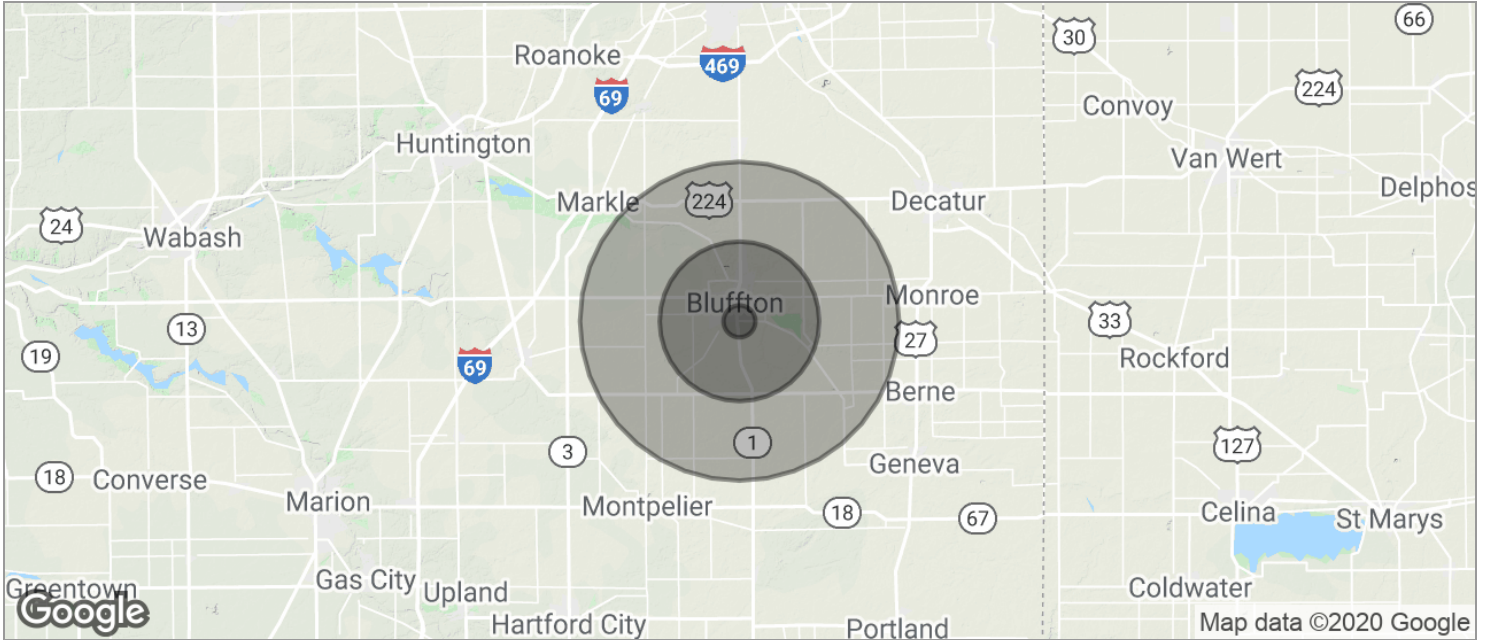 66
30
Roanoke
469
69
224
Convoy
Huntington
Van Wert
Delphos
Markle
224
Decatur
24
Wabash
Bluffton
Monroe
13
33
27
19
Rockford
69
Berne
1
127
3
Geneva
18
Converse
Marion
Montpelier
18
67
Celina
St Marys
Gas City
Upland
Coldwater
Greentown
Google
Hartford City
Portland
Map data ©2020 Google